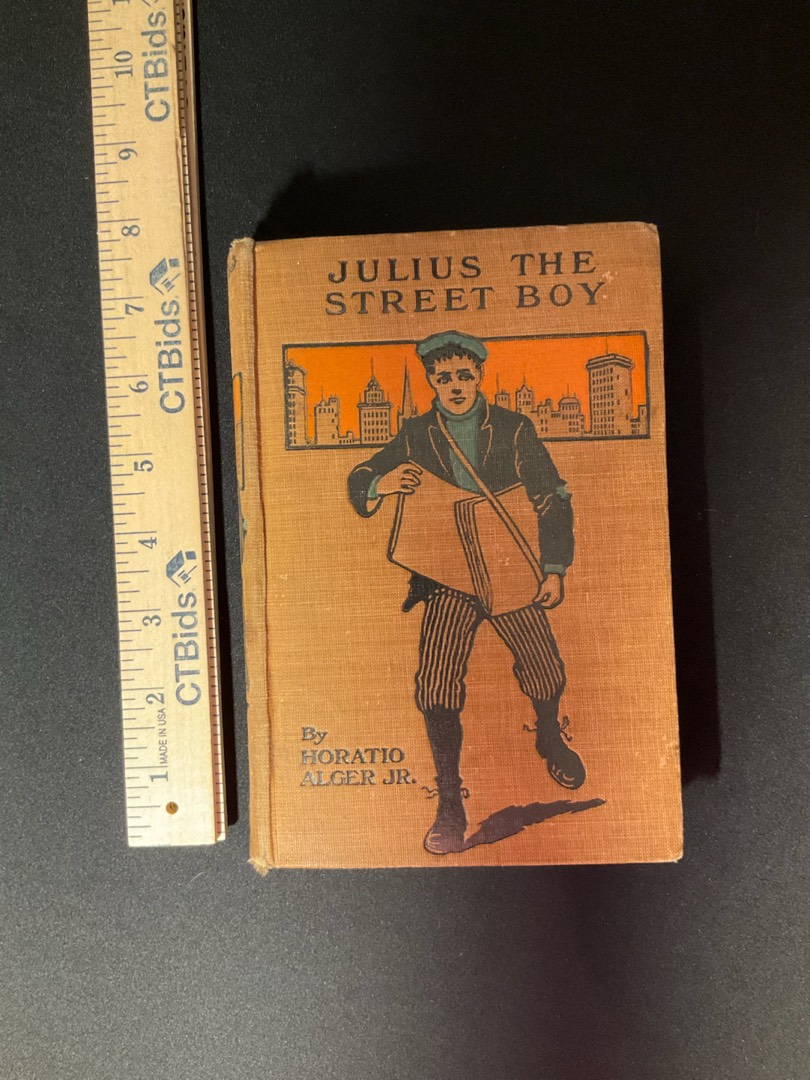 JULIUS THE
STREET BOY
By
HORATIO
ALGER JR.
10
9
8
7
6
5
4
3
2
1
CTBids
CTBids
CTBids
MADE IN USA